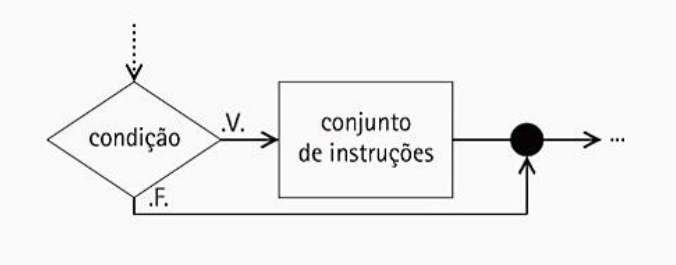 condição
.V.
conjunto
de instruções
...
.F.